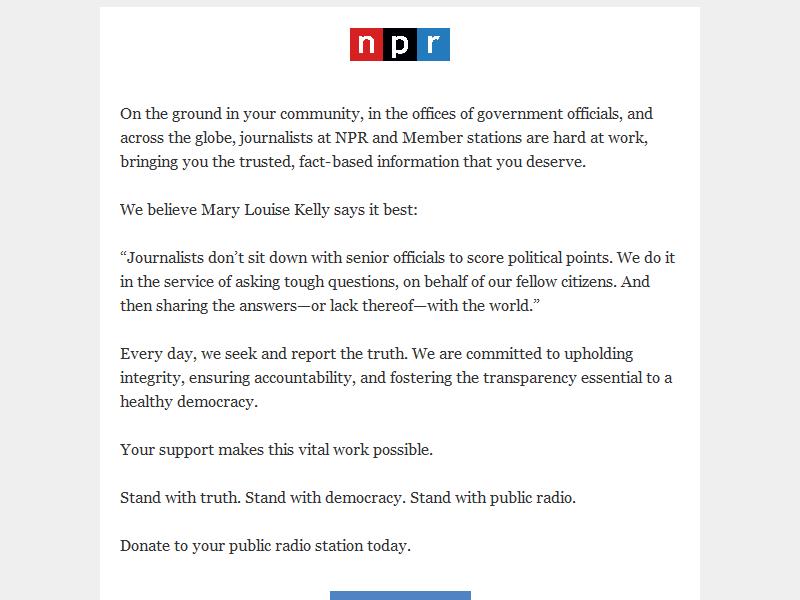 npr
On the ground in your community, in the offices of government officials, and
across the globe, journalists at NPR and Member stations are hard at work,
bringing you the trusted, fact-based information that you deserve.
We believe Mary Louise Kelly says it best:
“Journalists don’t sit down with senior officials to score political points. We do it
in the service of asking tough questions, on behalf of our fellow citizens. And
then sharing the answers—or lack thereof—with the world.”
Every day, we seek and report the truth. We are committed to upholding
integrity, ensuring accountability, and fostering the transparency essential to a
healthy democracy.
Your support makes this vital work possible.
Stand with truth. Stand with democracy. Stand with public radio.
Donate to your public radio station today.